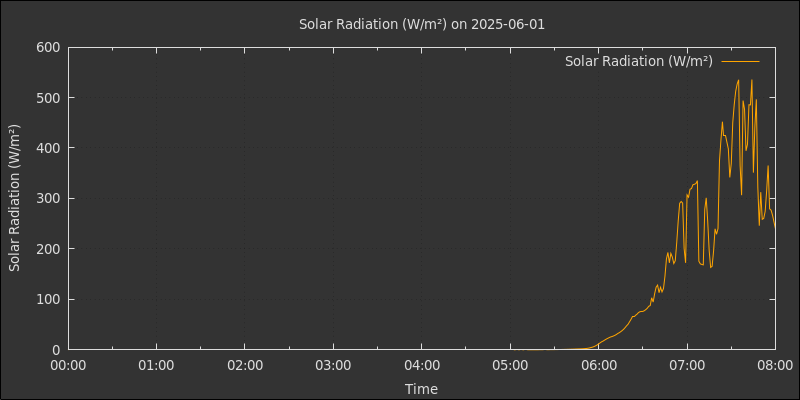 Solar Radiation (W/m²) on 2025-06-01
Solar Radiation (W/m²)
Solar Radiation (W/m²)
600
500
400
300
200
100
0
00:00 01:00 02:00 03:00 04:00 05:00 06:00 07:00 08:00
Time